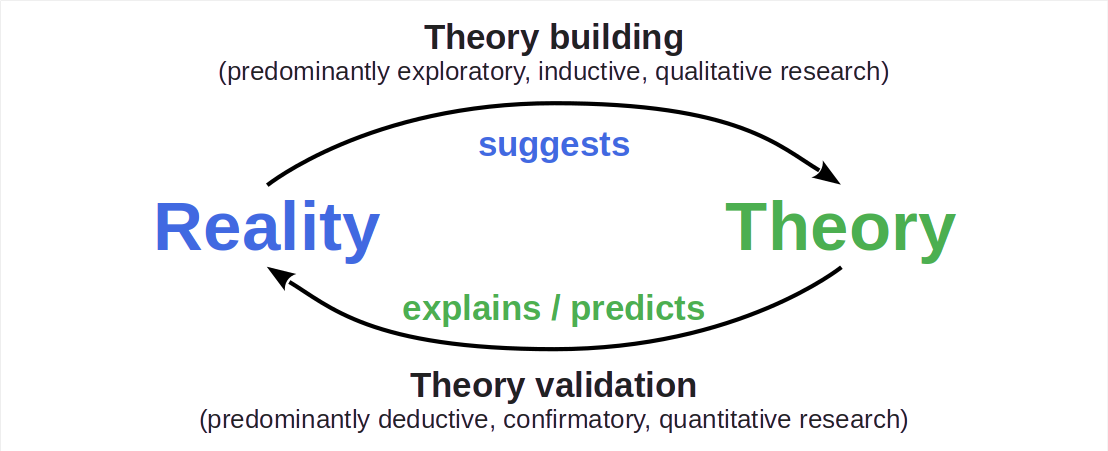 Theory building
(predominantly exploratory, inductive, qualitative research)
suggests
Reality
Theory
explains / predicts
Theory validation
(predominantly deductive, confirmatory, quantitative research)